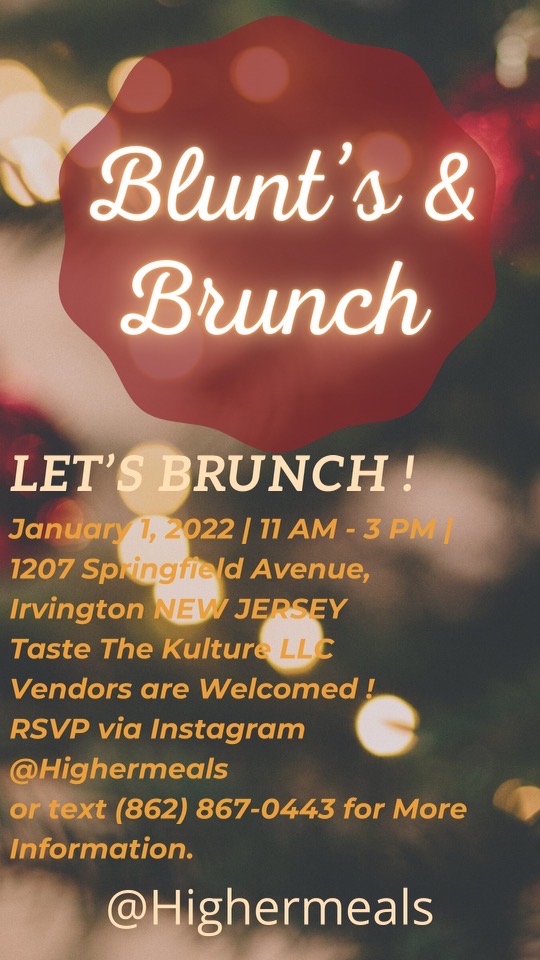 Blunt's &
Brunch
LET'S BRUNCH !
January 1, 2022 | 11 AM - 3 PM |
1207 Springfield Avenue,
Irvington NEW JERSEY
Taste The Kulture LLC
Vendors are Welcomed !
RSVP via Instagram
@Highermeals
or text (862) 867-0443 for More
Information.
@Highermeals